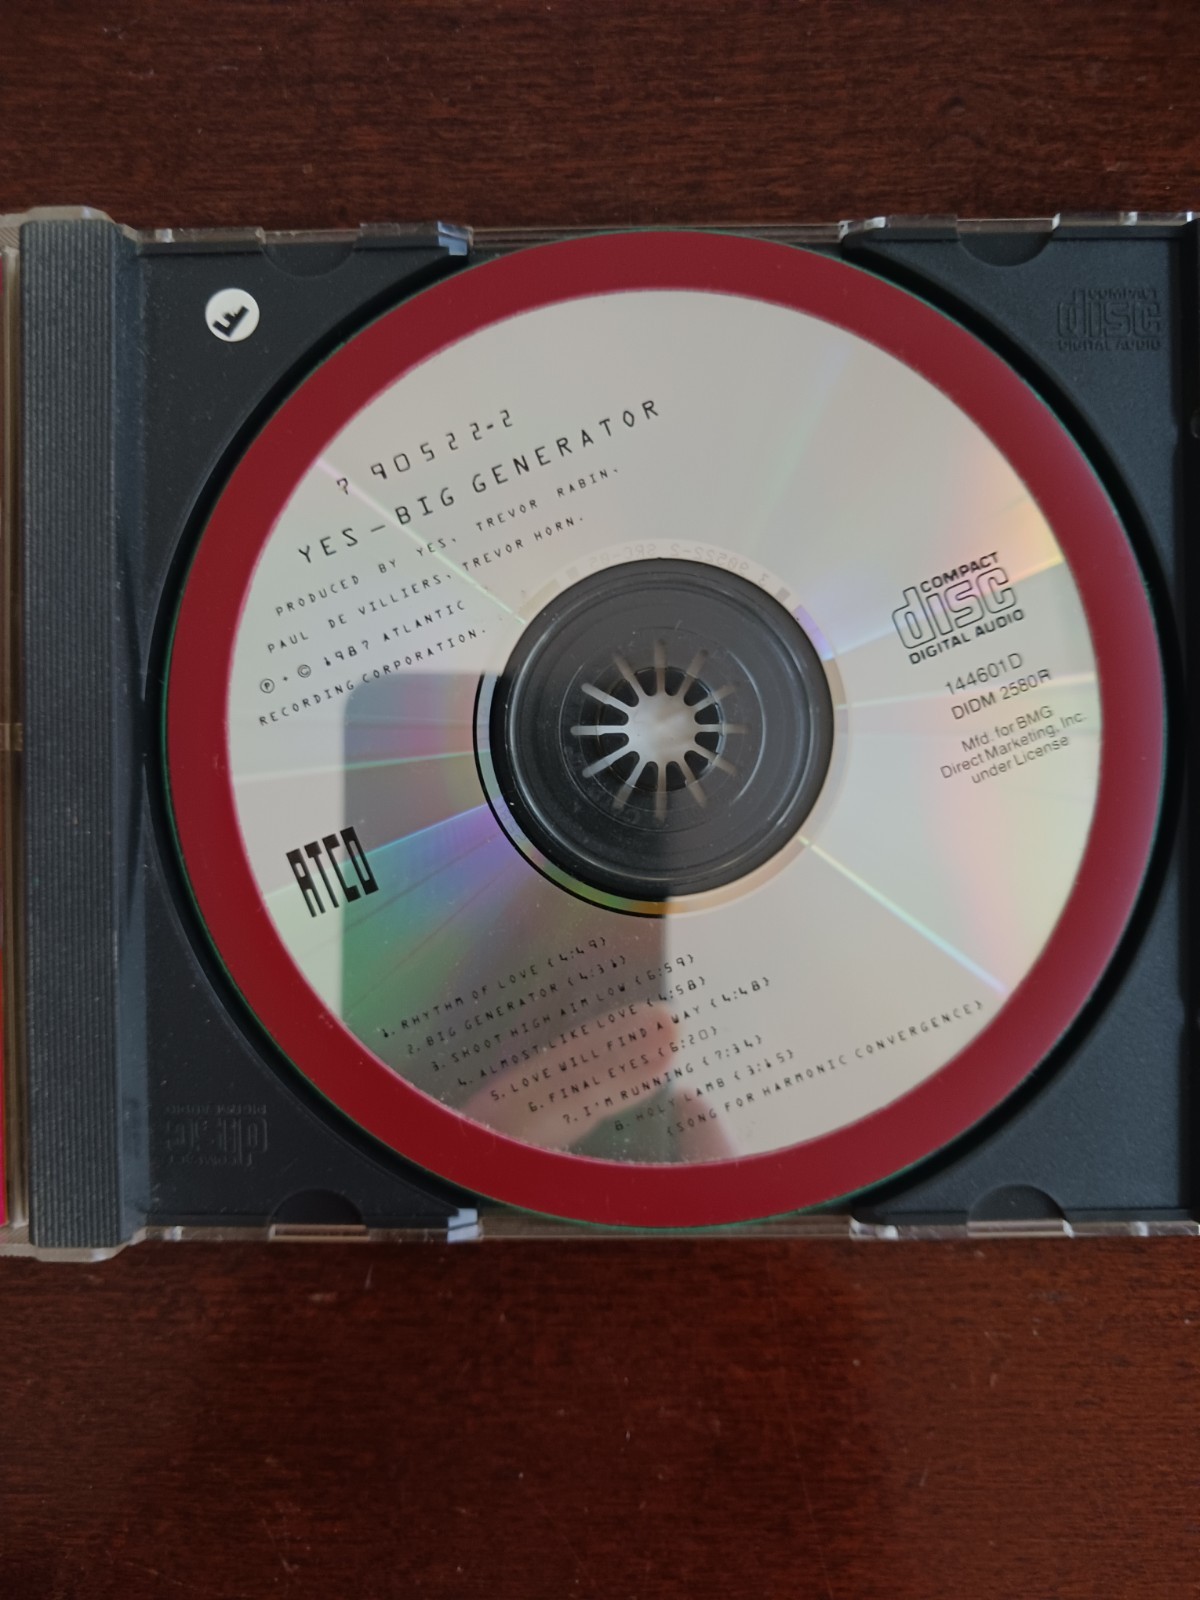 F
7 90522-2
YES - BIG GENERATOR
PRODUCED BY YES, TREVOR RABIN,
PAUL DE VILLIERS, TREVOR HORN.
℗ • © 1987 ATLANTIC
RECORDING CORPORATION.
ATCO
COMPACT
disc
DIGITAL AUDIO
144601D
DIDM 2580R
Mfd. for BMG
Direct Marketing, Inc.
under License
1. RHYTHM OF LOVE (4:49)
2. BIG GENERATOR (4:31)
3. SHOOT HIGH AIM LOW (6:59)
4. ALMOST LIKE LOVE (4:58)
5. LOVE WILL FIND A WAY (4:48)
6. FINAL EYES (6:20)
7. I'M RUNNING (7:34)
8. HOLY LAMB (3:15)
(SONG FOR HARMONIC CONVERGENCE)
COMPACT
disc
DIGITAL AUDIO
COMPACT
disc
DIGITAL AUDIO